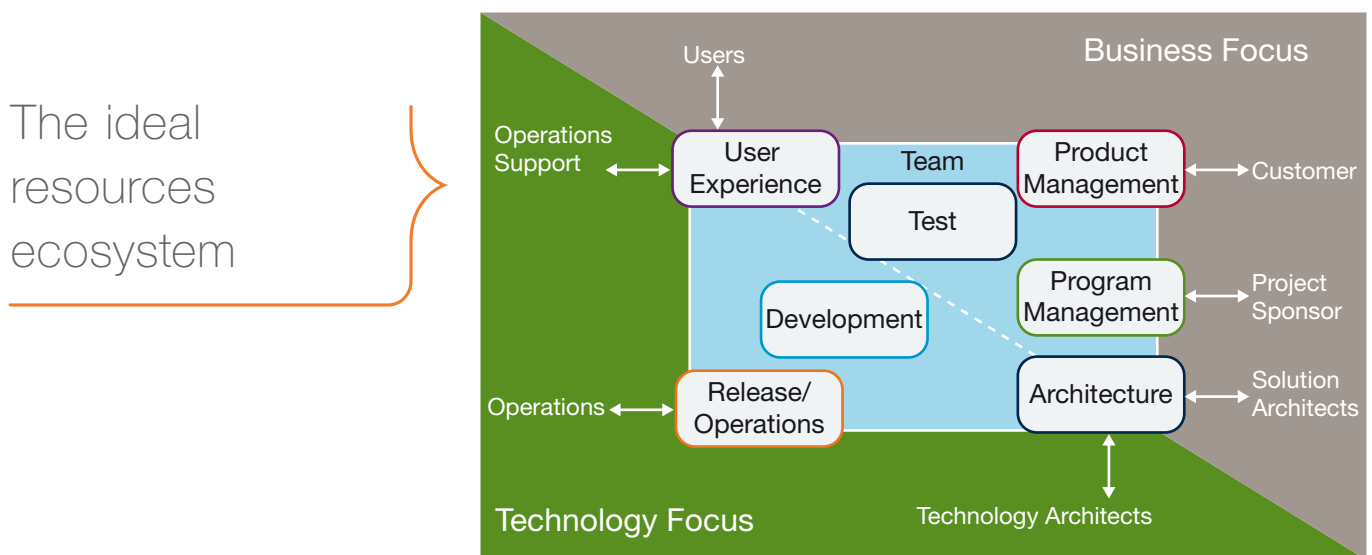 The ideal
resources
ecosystem
Business Focus
Users
Operations
Support
User
Experience
Team
Product
Management
Customer
Test
Program
Management
Project
Sponsor
Development
Release/
Operations
Operations
Architecture
Solution
Architects
Technology Focus
Technology Architects